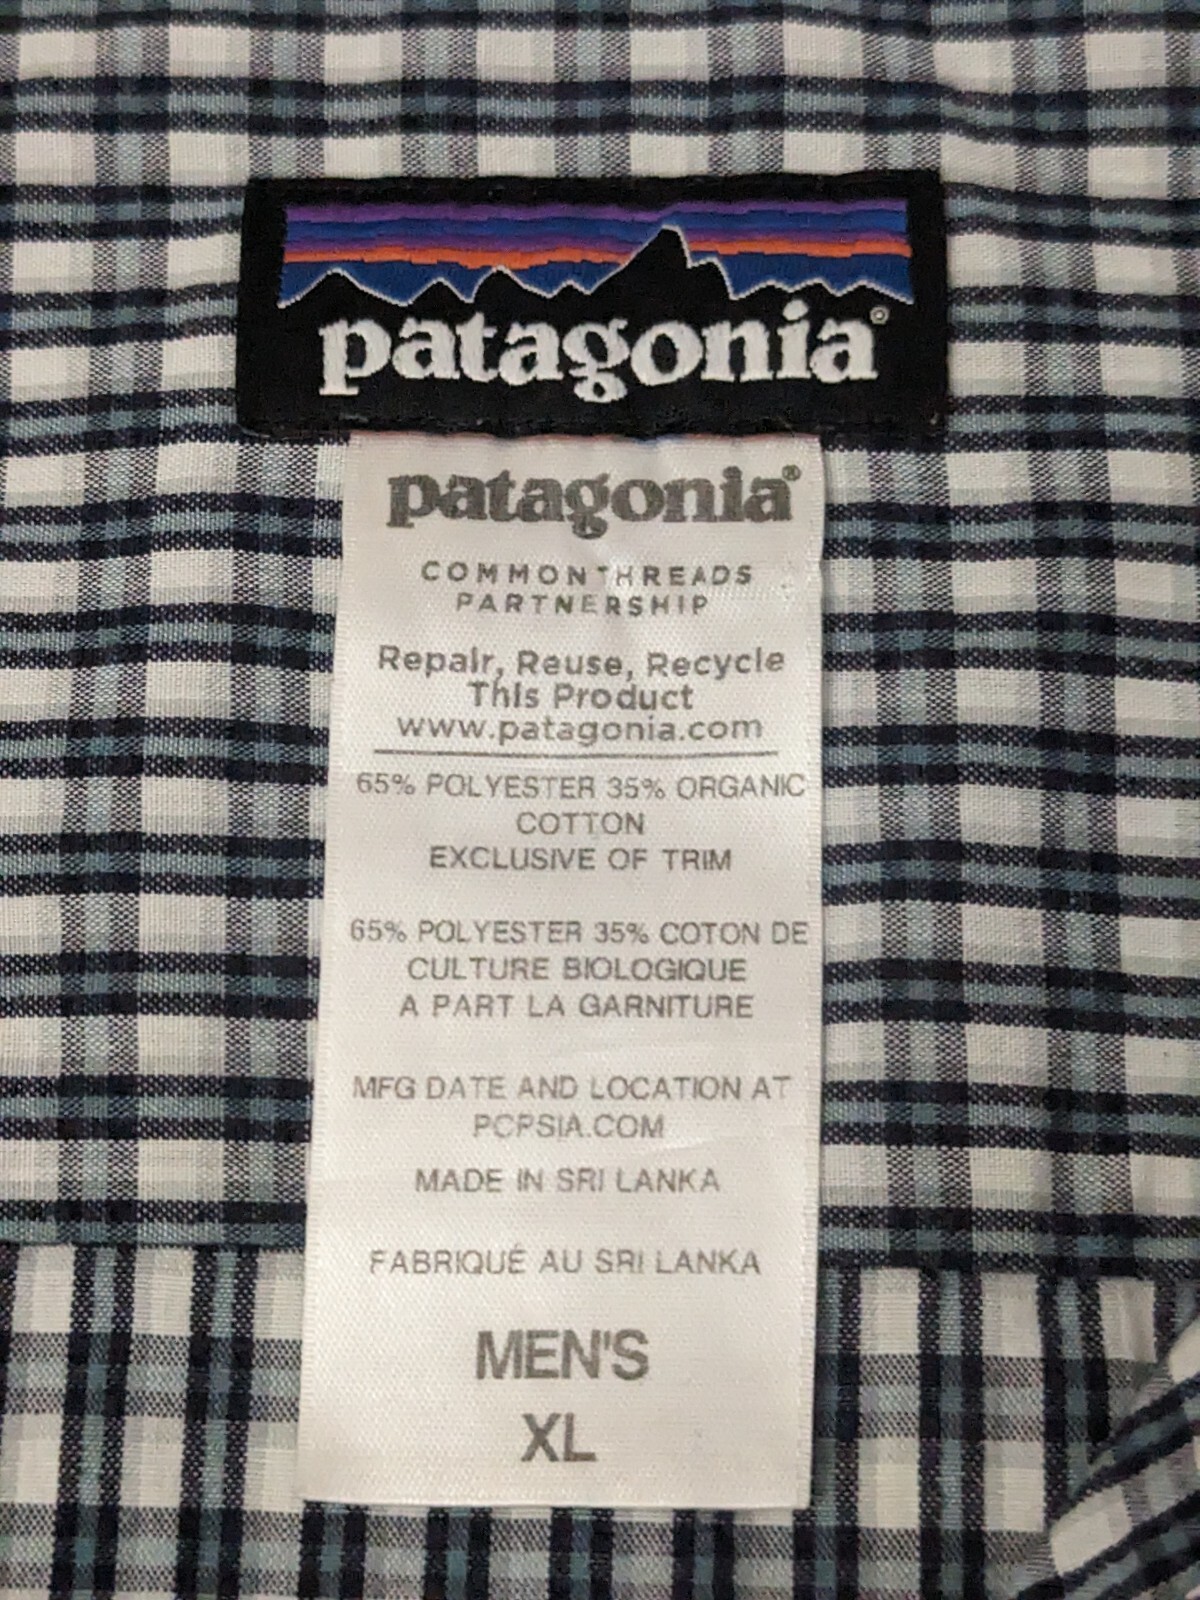 patagonia®
patagonia®
COMMON THREADS
PARTNERSHIP
Repair, Reuse, Recycle
This Product
www.patagonia.com
65% POLYESTER 35% ORGANIC
COTTON
EXCLUSIVE OF TRIM
65% POLYESTER 35% COTON DE
CULTURE BIOLOGIQUE
A PART LA GARNITURE
MFG DATE AND LOCATION AT
PCPSIA.COM
MADE IN SRI LANKA
FABRIQUÉ AU SRI LANKA
MEN'S
XL